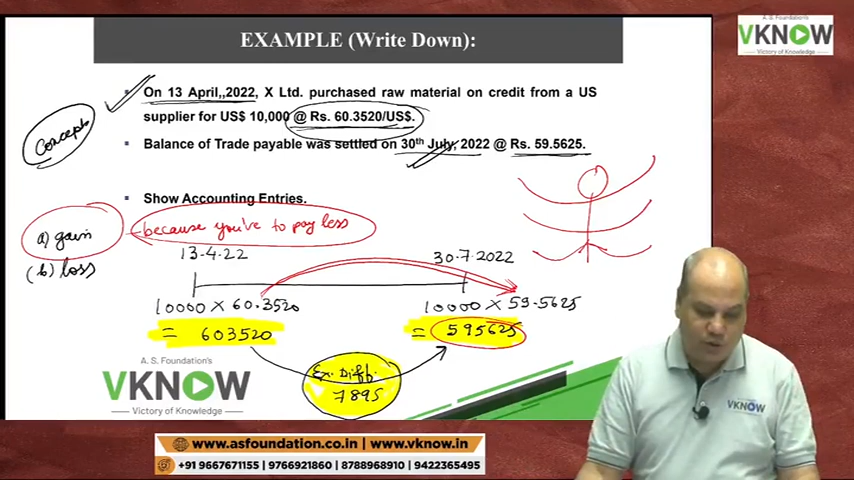 EXAMPLE (Write Down):
A. S. Foundation's
VKNOW
Victory of Knowledge
On 13 April,,2022, X Ltd. purchased raw material on credit from a US
supplier for US$ 10,000 @ Rs. 60.3520/US$.
Concept
Balance of Trade payable was settled on 30th July, 2022 @ Rs. 59.5625.
Show Accounting Entries.
a) gain
because you've to pay less
(b) loss
13.4.22
30.7.2022
10000 × 60.3520
10000 × 59.5625
= 603520
= 595625
Ex. Diff.
7895
A. S. Foundation's
VKNOW
Victory of Knowledge
VKNOW
www.asfoundation.co.in | www.vknow.in
+91 9667671155 | 9766921860 | 8788968910 | 9422365495